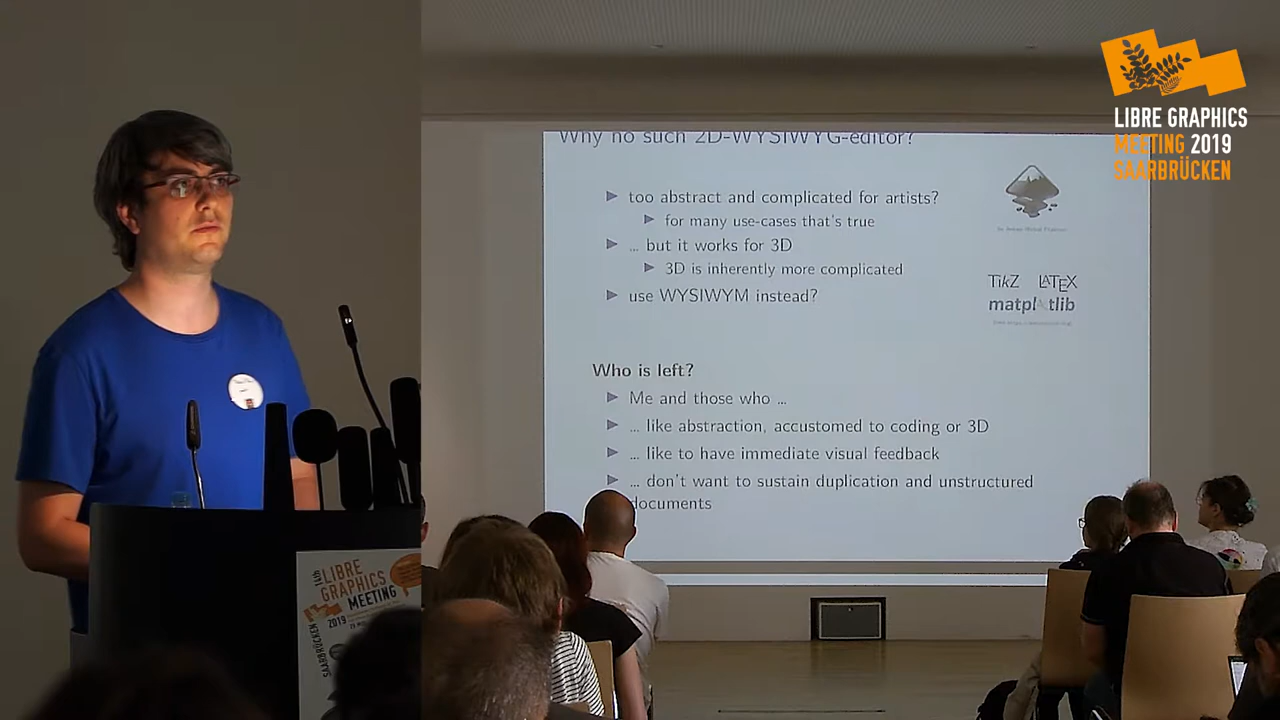 LIBRE GRAPHICS
MEETING 2019
SAARBRÜCKEN
Why no such 2D-WYSIWYG-editor?
too abstract and complicated for artists?
for many use-cases that's true
... but it works for 3D
3D is inherently more complicated
use WYSIWYM instead?
TikZ LATEX
matplotlib
Who is left?
Me and those who ...
... like abstraction, accustomed to coding or 3D
... like to have immediate visual feedback
... don't want to sustain duplication and unstructured
documents
14th
LIBRE
GRAPHICS
MEETING
2019
SAARBRÜCKEN